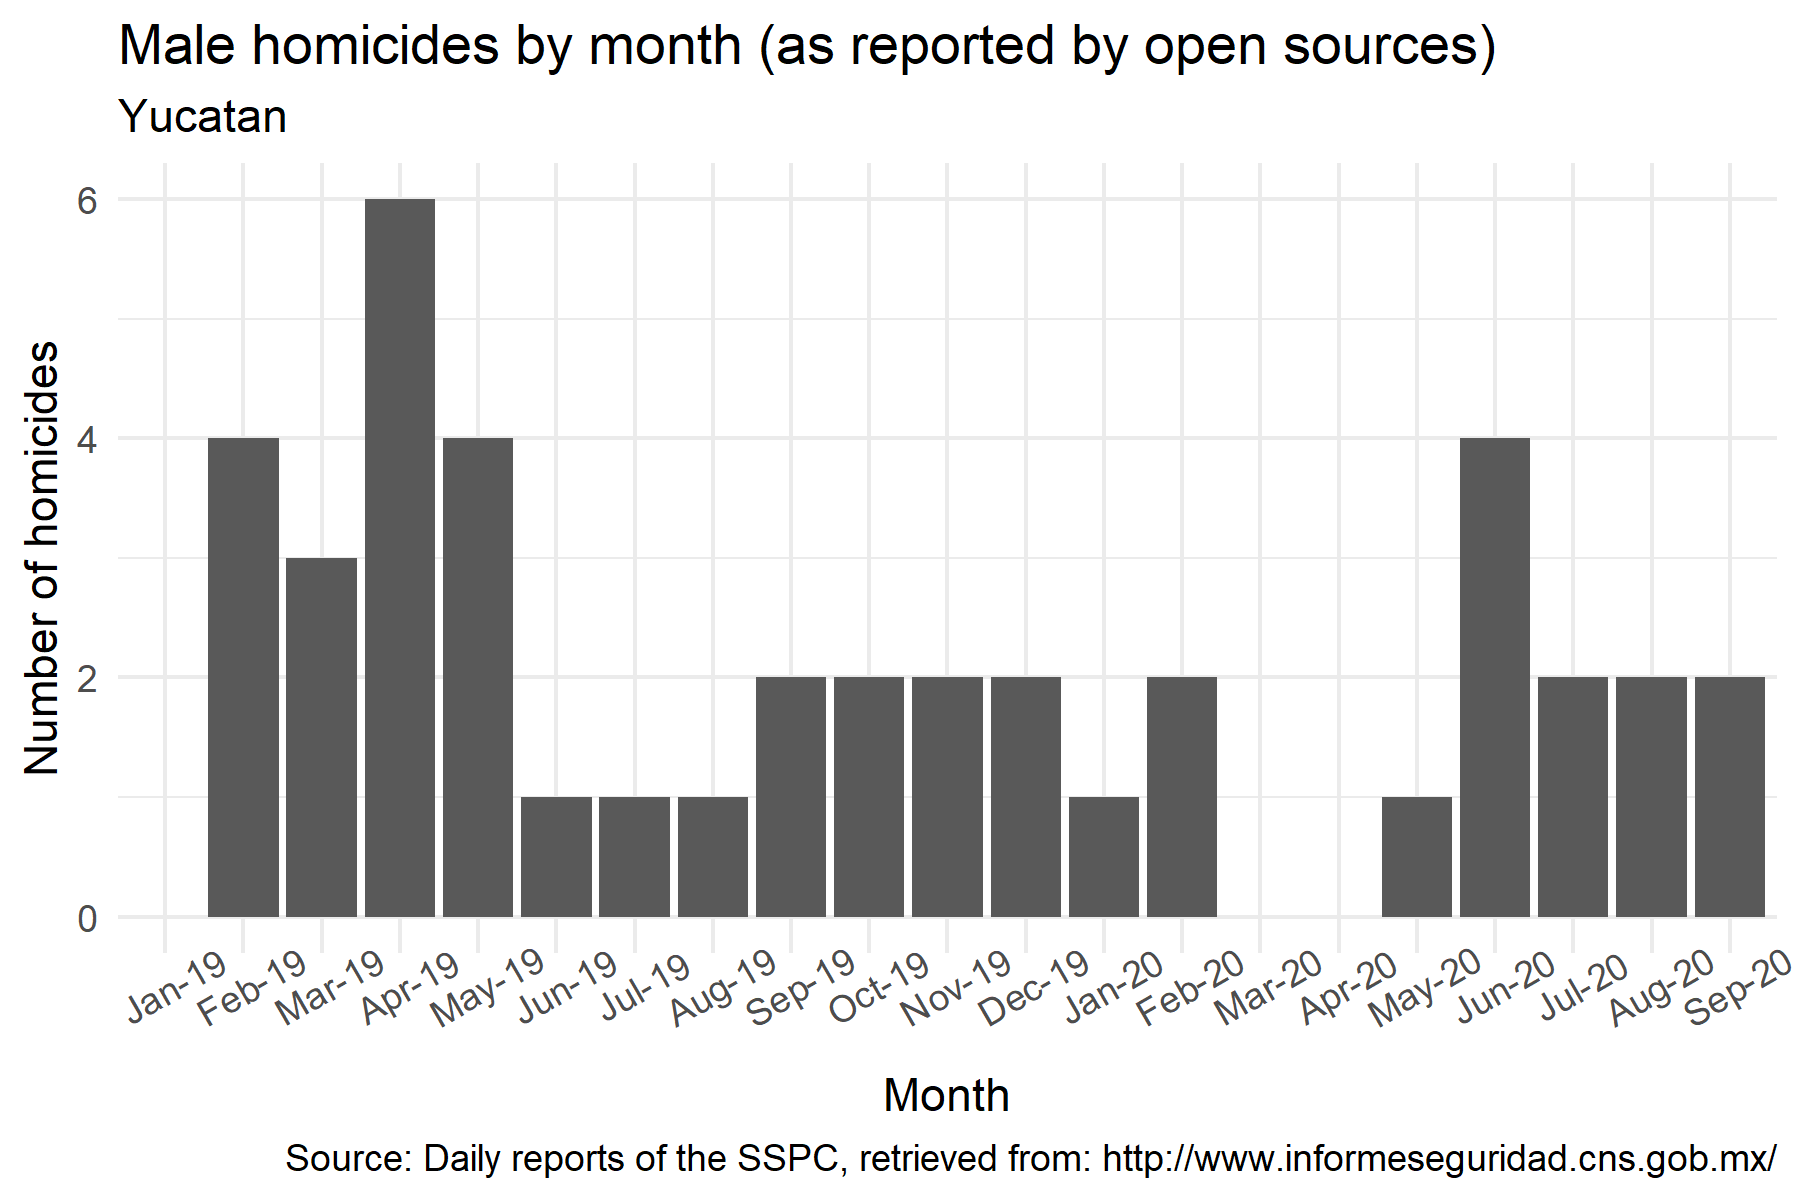 Male homicides by month (as reported by open sources)
Yucatan
Number of homicides
6
4
2
0
Jan-19
Feb-19
Mar-19
Apr-19
May-19
Jun-19
Jul-19
Aug-19
Sep-19
Oct-19
Nov-19
Dec-19
Jan-20
Feb-20
Mar-20
Apr-20
May-20
Jun-20
Jul-20
Aug-20
Sep-20
Month
Source: Daily reports of the SSPC, retrieved from: http://www.informeseguridad.cns.gob.mx/